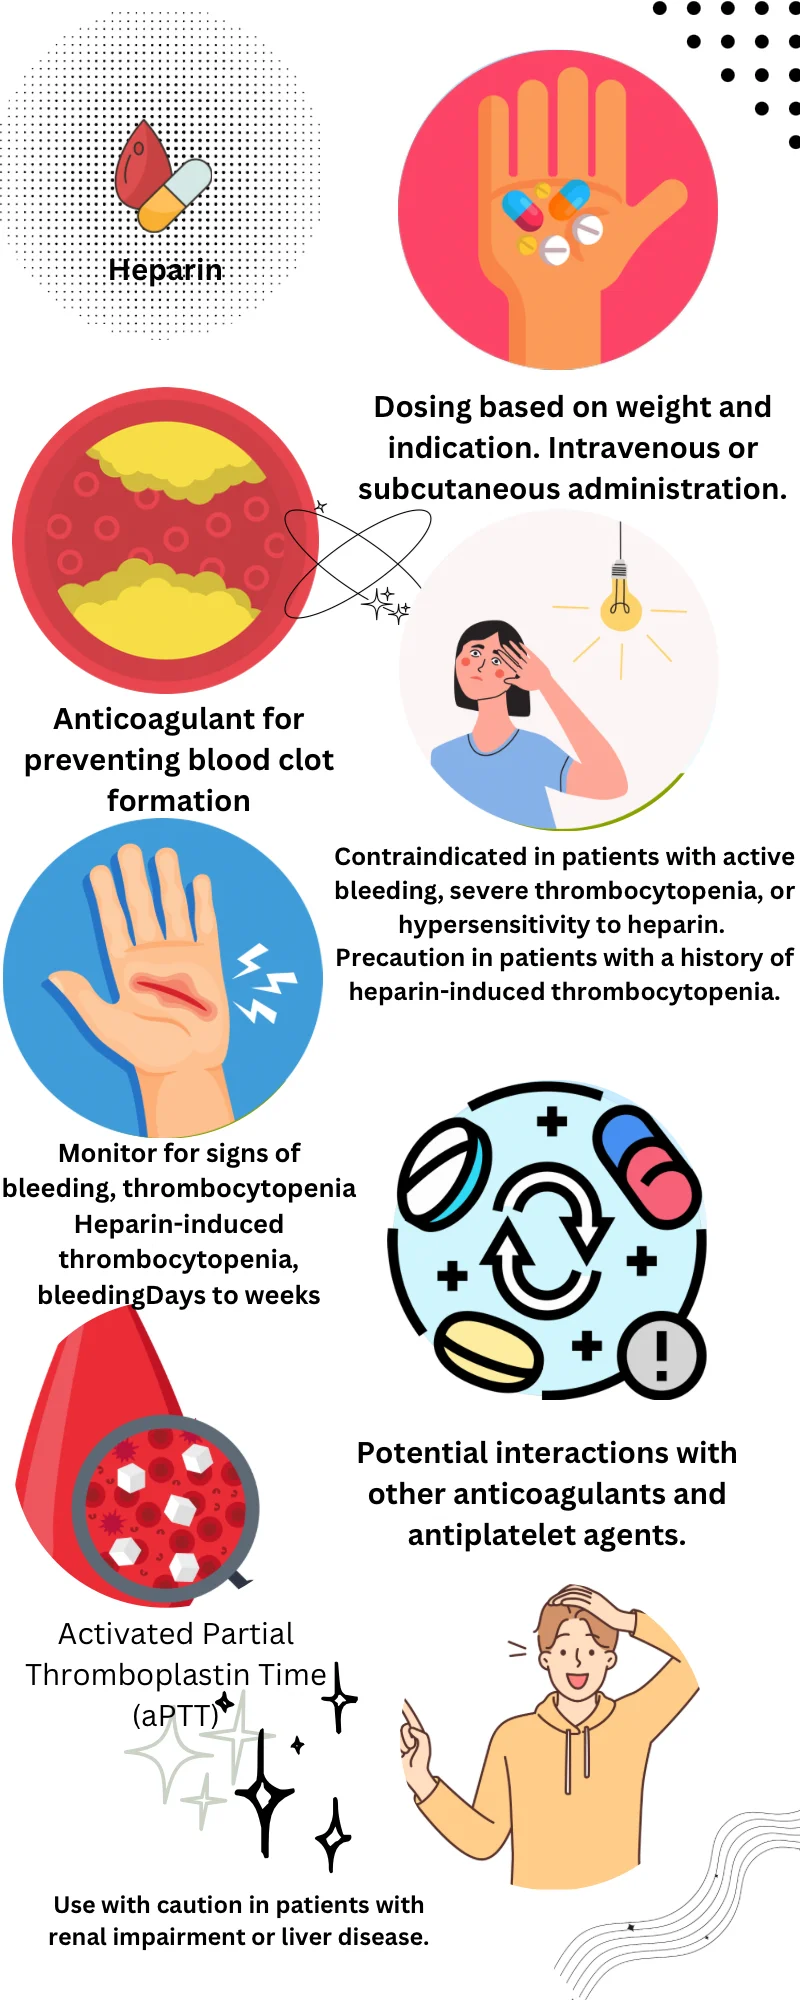 Heparin
Dosing based on weight and
indication. Intravenous or
subcutaneous administration.
Anticoagulant for
preventing blood clot
formation
Contraindicated in patients with active
bleeding, severe thrombocytopenia, or
hypersensitivity to heparin.
Precaution in patients with a history of
heparin-induced thrombocytopenia.
Monitor for signs of
bleeding, thrombocytopenia
Heparin-induced
thrombocytopenia,
bleedingDays to weeks
Potential interactions with
other anticoagulants and
antiplatelet agents.
Activated Partial
Thromboplastin Time
(aPTT)
Use with caution in patients with
renal impairment or liver disease.